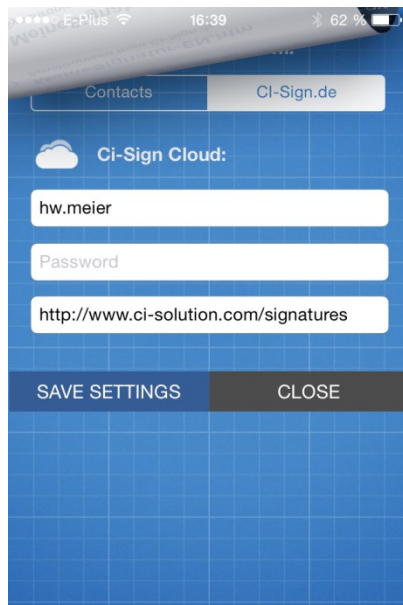 E-Plus 16:39 62 %
Contacts CI-Sign.de
Ci-Sign Cloud:
hw.meier
Password
http://www.ci-solution.com/signatures
SAVE SETTINGS CLOSE